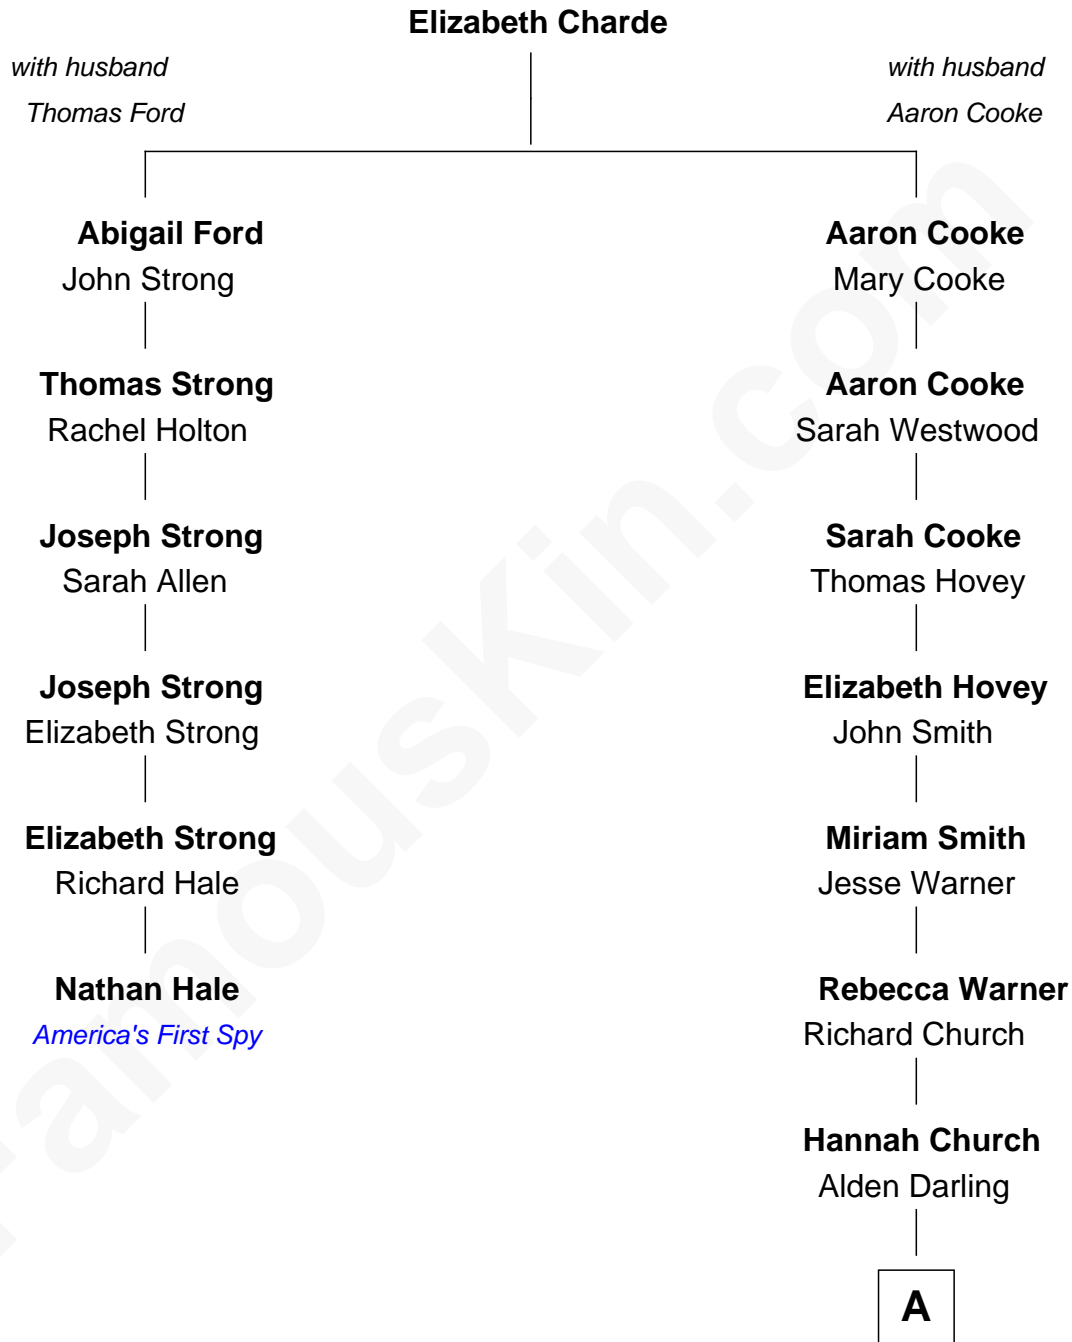 Elizabeth Charde
with husband
Thomas Ford
with husband
Aaron Cooke
Abigail Ford
John Strong
Aaron Cooke
Mary Cooke
Thomas Strong
Rachel Holton
Aaron Cooke
Sarah Westwood
Joseph Strong
Sarah Allen
Sarah Cooke
Thomas Hovey
Joseph Strong
Elizabeth Strong
Elizabeth Hovey
John Smith
Elizabeth Strong
Richard Hale
Miriam Smith
Jesse Warner
Nathan Hale
America's First Spy
Rebecca Warner
Richard Church
Hannah Church
Alden Darling
A
FamousKin.com